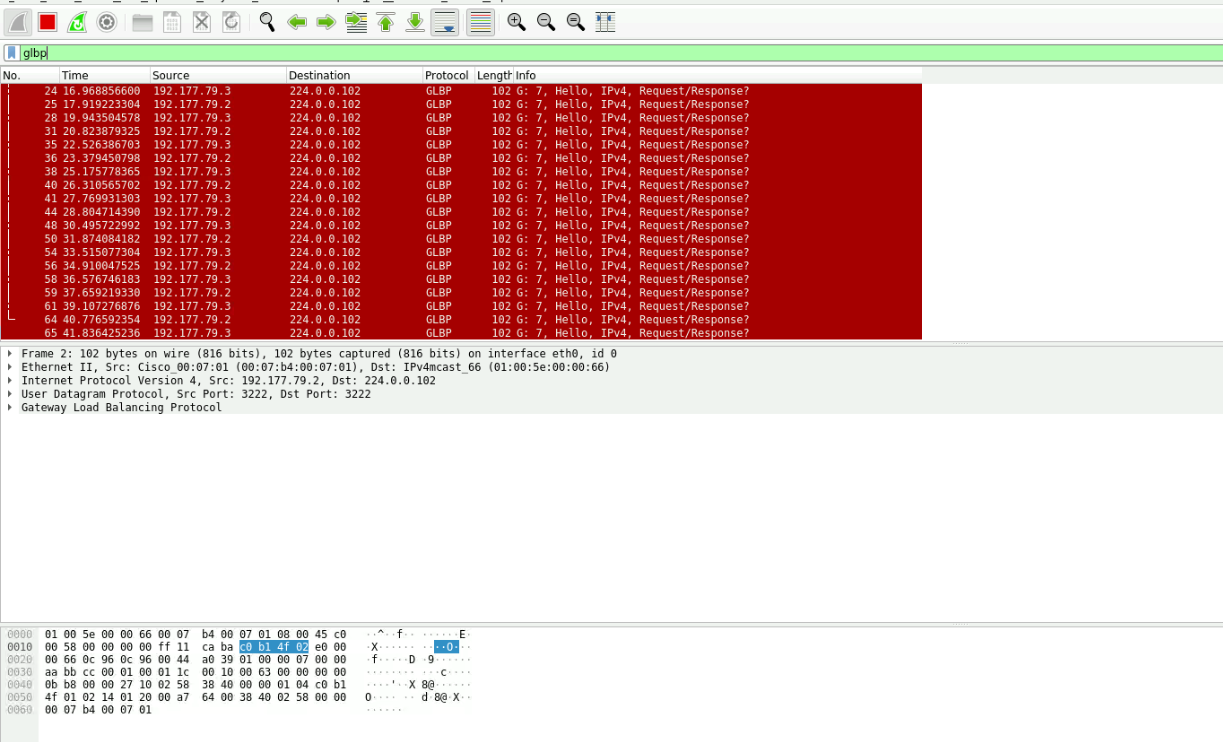 glbp
No. Time Source Destination Protocol Length Info
24 16.968856600 192.177.79.3 224.0.0.102 GLBP 102 G: 7, Hello, IPv4, Request/Response?
25 17.919223304 192.177.79.2 224.0.0.102 GLBP 102 G: 7, Hello, IPv4, Request/Response?
28 19.943504578 192.177.79.3 224.0.0.102 GLBP 102 G: 7, Hello, IPv4, Request/Response?
31 20.823879325 192.177.79.2 224.0.0.102 GLBP 102 G: 7, Hello, IPv4, Request/Response?
35 22.526386703 192.177.79.3 224.0.0.102 GLBP 102 G: 7, Hello, IPv4, Request/Response?
36 23.379450798 192.177.79.2 224.0.0.102 GLBP 102 G: 7, Hello, IPv4, Request/Response?
38 25.175778365 192.177.79.3 224.0.0.102 GLBP 102 G: 7, Hello, IPv4, Request/Response?
40 26.310565702 192.177.79.2 224.0.0.102 GLBP 102 G: 7, Hello, IPv4, Request/Response?
41 27.769931303 192.177.79.3 224.0.0.102 GLBP 102 G: 7, Hello, IPv4, Request/Response?
44 28.804714390 192.177.79.2 224.0.0.102 GLBP 102 G: 7, Hello, IPv4, Request/Response?
48 30.495722992 192.177.79.3 224.0.0.102 GLBP 102 G: 7, Hello, IPv4, Request/Response?
50 31.874084182 192.177.79.2 224.0.0.102 GLBP 102 G: 7, Hello, IPv4, Request/Response?
54 33.515077304 192.177.79.3 224.0.0.102 GLBP 102 G: 7, Hello, IPv4, Request/Response?
56 34.910047525 192.177.79.2 224.0.0.102 GLBP 102 G: 7, Hello, IPv4, Request/Response?
58 36.576746183 192.177.79.3 224.0.0.102 GLBP 102 G: 7, Hello, IPv4, Request/Response?
59 37.659219330 192.177.79.2 224.0.0.102 GLBP 102 G: 7, Hello, IPv4, Request/Response?
61 39.107276876 192.177.79.3 224.0.0.102 GLBP 102 G: 7, Hello, IPv4, Request/Response?
64 40.776592354 192.177.79.2 224.0.0.102 GLBP 102 G: 7, Hello, IPv4, Request/Response?
65 41.836425236 192.177.79.3 224.0.0.102 GLBP 102 G: 7, Hello, IPv4, Request/Response?
Frame 2: 102 bytes on wire (816 bits), 102 bytes captured (816 bits) on interface eth0, id 0
Ethernet II, Src: Cisco_00:07:01 (00:07:b4:00:07:01), Dst: IPv4mcast_66 (01:00:5e:00:00:66)
Internet Protocol Version 4, Src: 192.177.79.2, Dst: 224.0.0.102
User Datagram Protocol, Src Port: 3222, Dst Port: 3222
Gateway Load Balancing Protocol
0000 01 00 5e 00 00 66 00 07 b4 00 07 01 08 00 45 c0 ··^··f·· ······E·
0010 00 58 00 00 00 00 ff 11 ca ba c0 b1 4f 02 e0 00 ·X······ ····O···
0020 00 66 0c 96 0c 96 00 44 a0 39 01 00 00 07 00 00 ·f·····D ·9······
0030 aa bb cc 00 01 00 01 1c 00 10 00 63 00 00 00 00 ········ ···c····
0040 0b b8 00 00 27 10 02 58 38 40 00 00 01 04 c0 b1 ····'··X 8@······
0050 4f 01 02 14 01 20 00 a7 64 00 38 40 02 58 00 00 O···· ·· d·8@·X··
0060 00 07 b4 00 07 01 ······